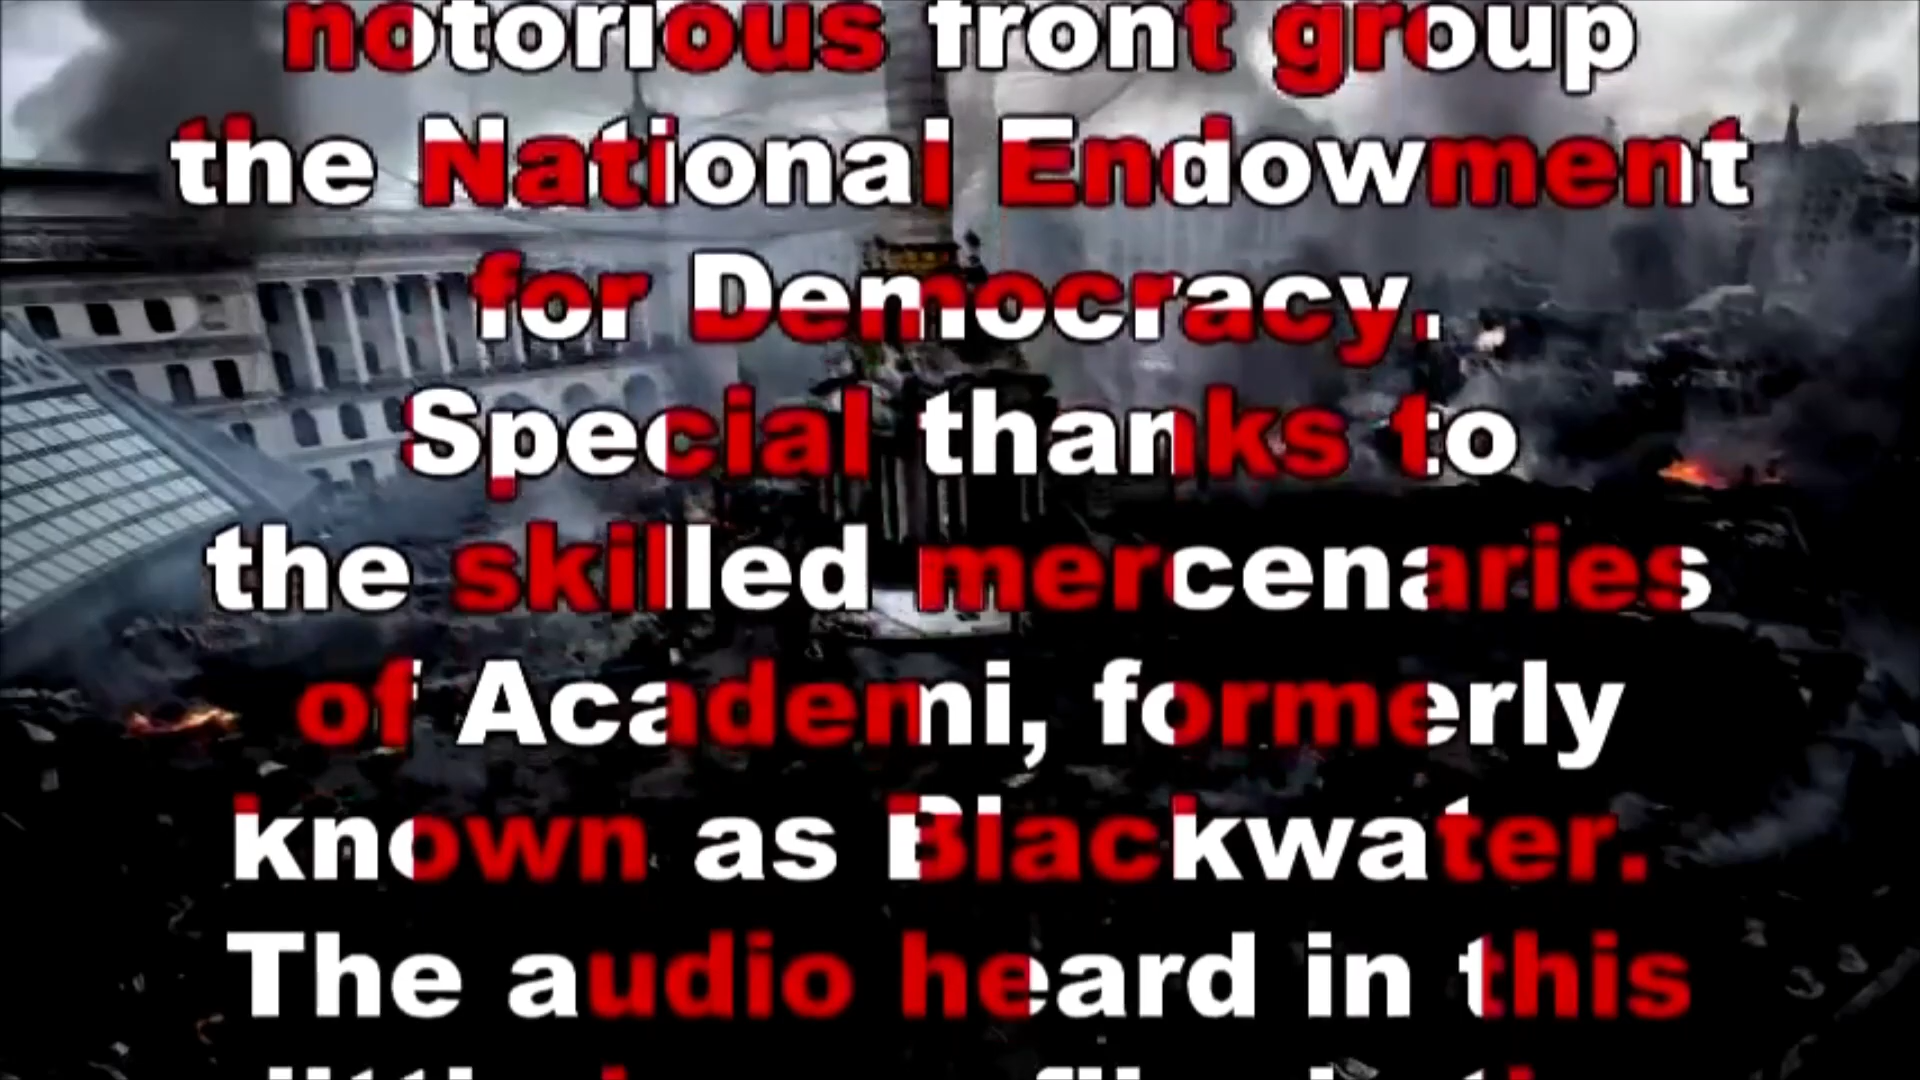 notorious front group
the National Endowment
for Democracy.
Special thanks to
the skilled mercenaries
of Academi, formerly
known as Blackwater.
The audio heard in this